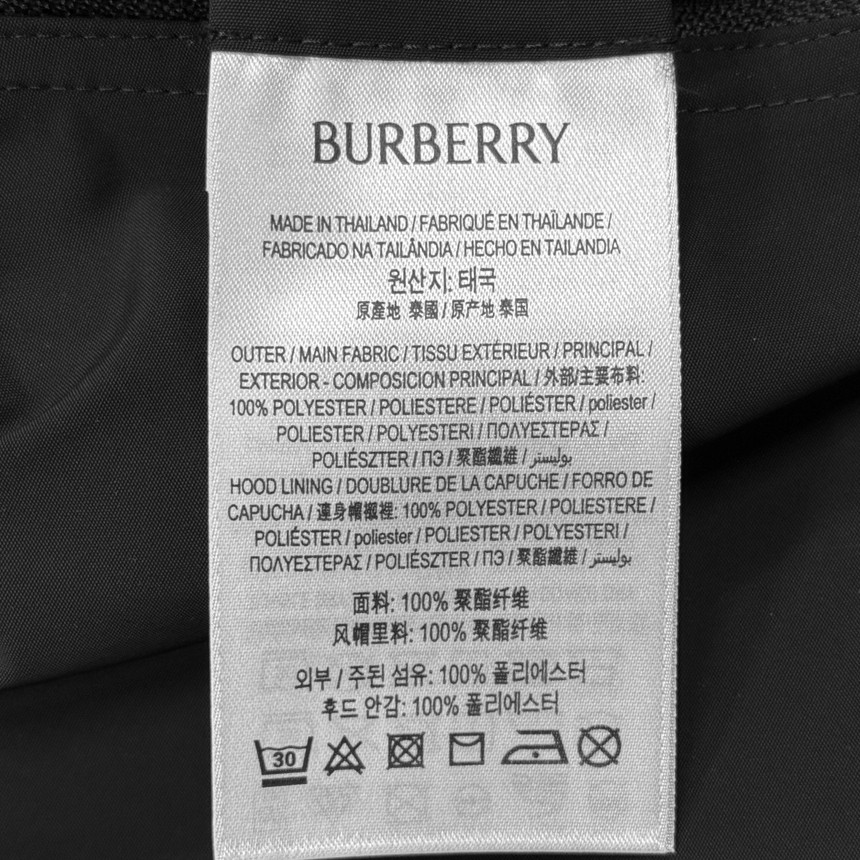 BURBERRY
MADE IN THAILAND / FABRIQUÉ EN THAÏLANDE /
FABRICADO NA TAILÂNDIA / HECHO EN TAILANDIA
원산지: 태국
原產地 泰國 / 原产地 泰国
OUTER / MAIN FABRIC / TISSU EXTÉRIEUR / PRINCIPAL /
EXTERIOR - COMPOSICION PRINCIPAL / 外部/主要布料:
100% POLYESTER / POLIESTERE / POLIÉSTER / poliester /
POLIESTER / POLYESTERI / ΠΟΛΥΕΣΤΕΡΑΣ /
POLIÉSZTER / ПЭ / 聚酯纖維 / بوليستر
HOOD LINING / DOUBLURE DE LA CAPUCHE / FORRO DE
CAPUCHA / 連身帽襯裡: 100% POLYESTER / POLIESTERE /
POLIÉSTER / poliester / POLIESTER / POLYESTERI /
ΠΟΛΥΕΣΤΕΡΑΣ / POLIÉSZTER / ПЭ / 聚酯纖維 / بوليستر
面料: 100% 聚酯纤维
风帽里料: 100% 聚酯纤维
외부 / 주된 섬유: 100% 폴리에스터
후드 안감: 100% 폴리에스터
30